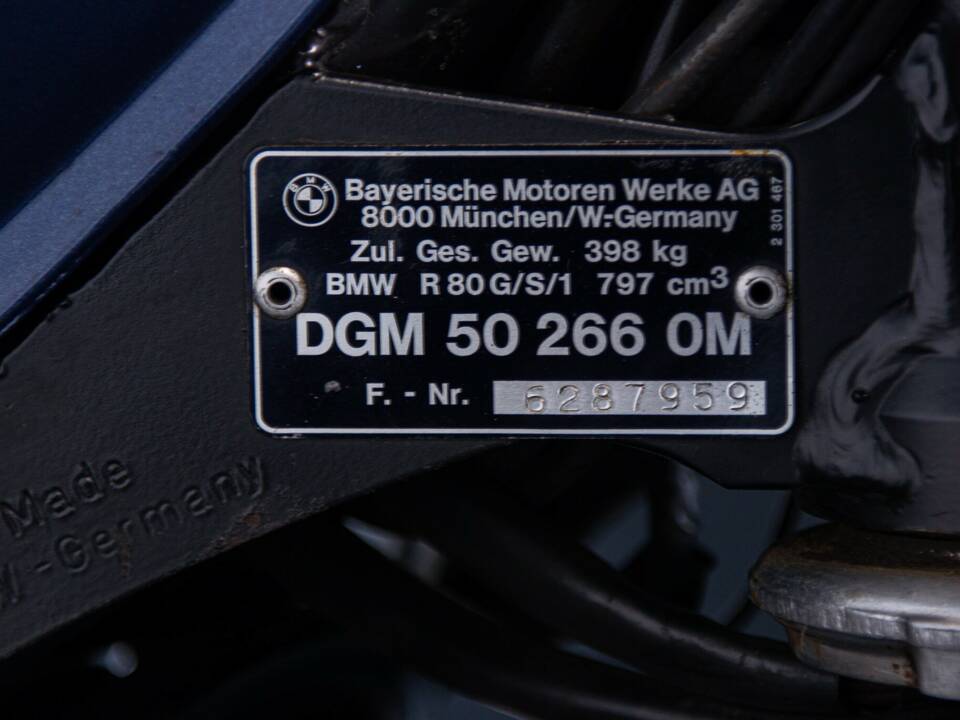 BMW
Bayerische Motoren Werke AG
8000 München/W.-Germany
2 301 467
Zul. Ges. Gew. 398 kg
BMW R 80 G/S/1 797 cm³
DGM 50 266 OM
F. - Nr. 6287959
Made
W-Germany